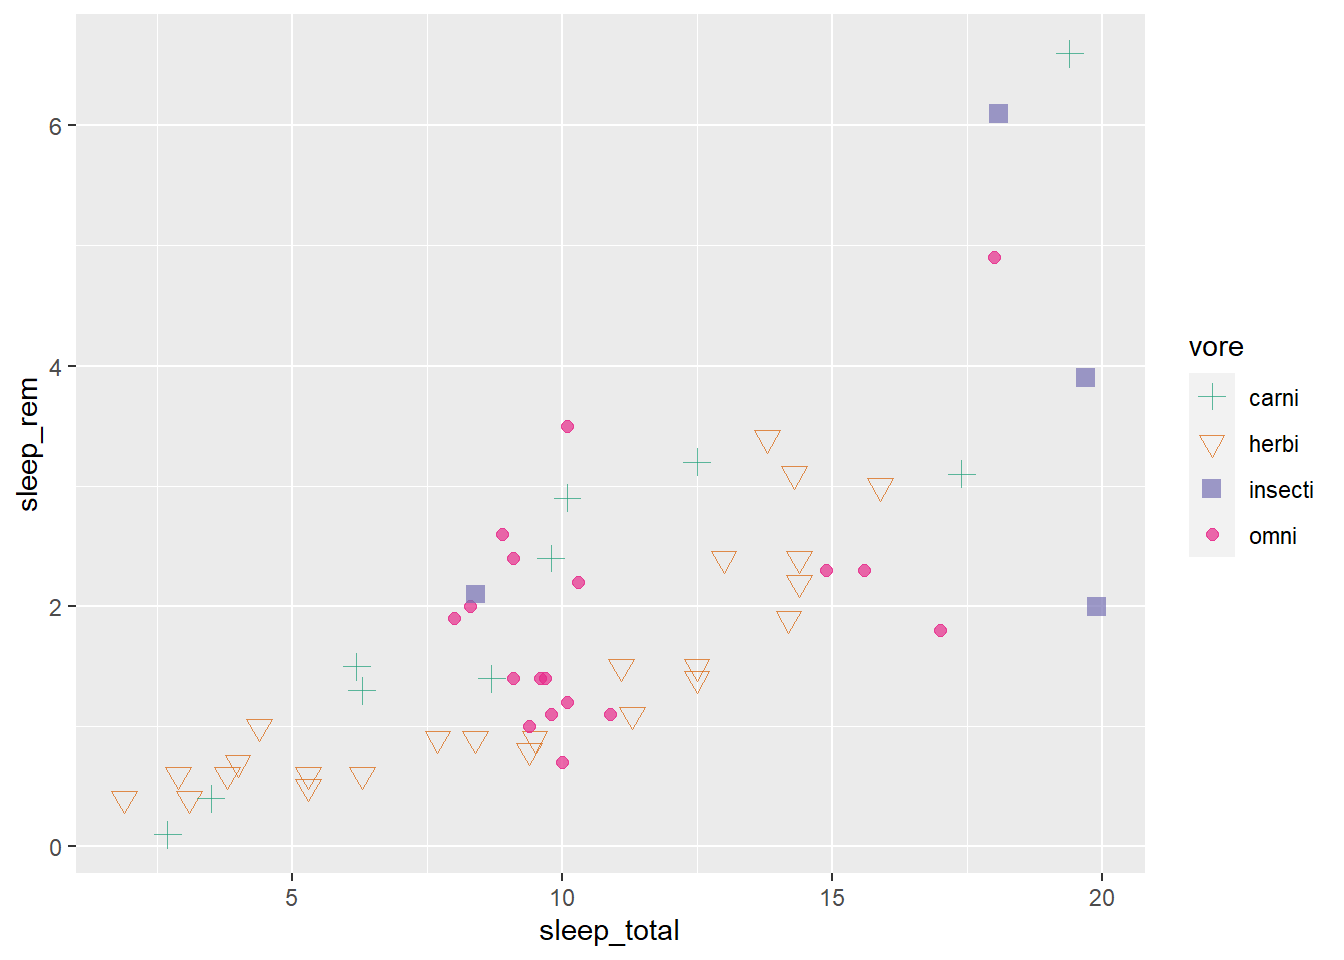 6
4
2
0
sleep_rem
5 10 15 20
sleep_total
vore
carni
herbi
insecti
omni